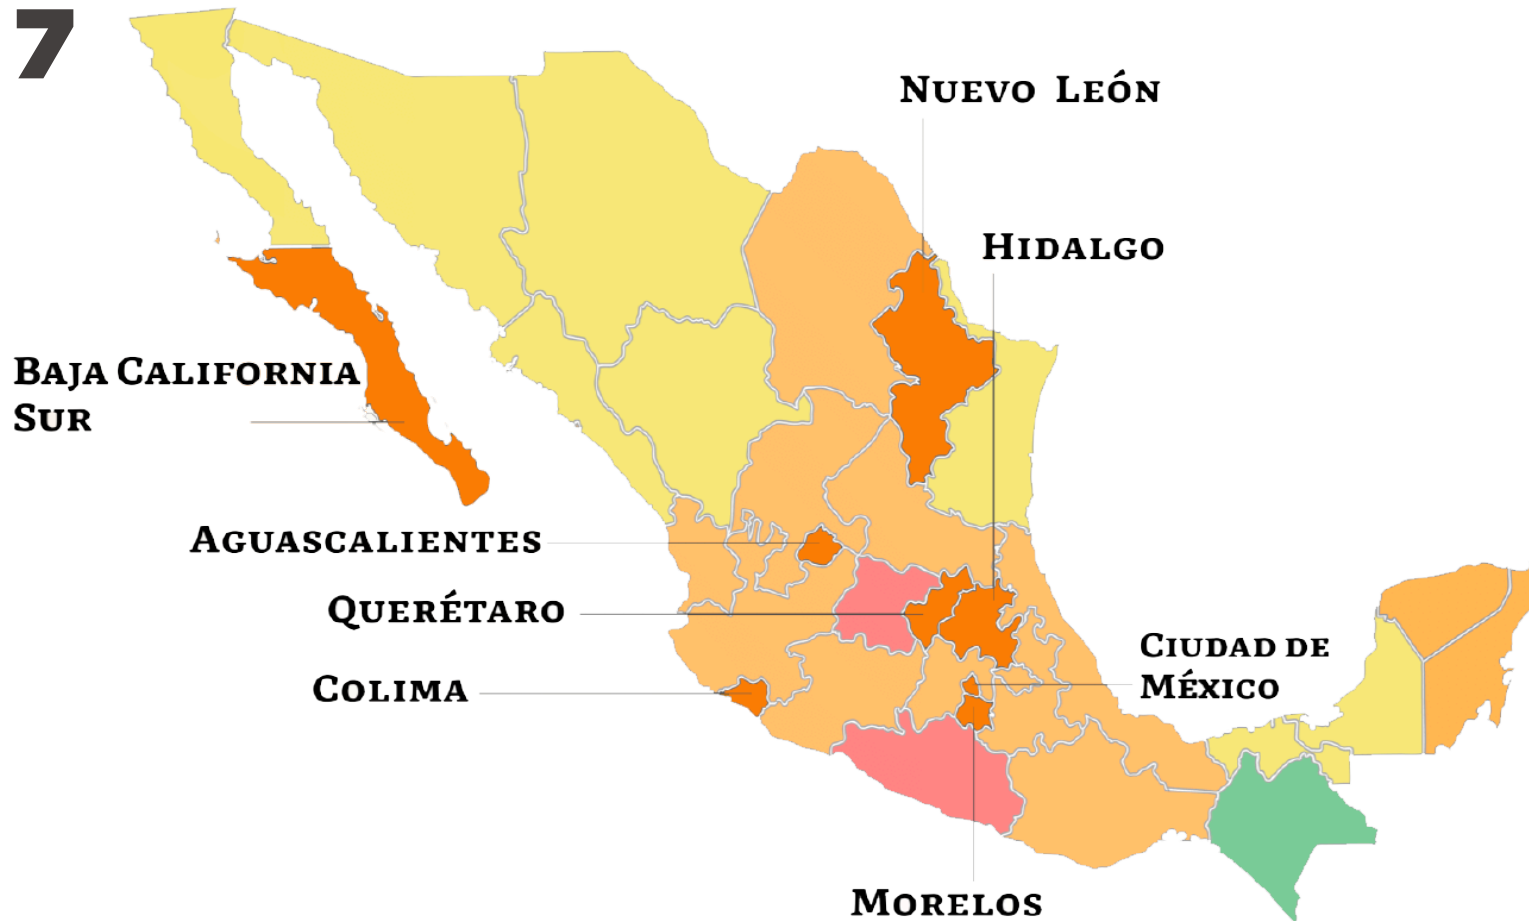 7
Nuevo León
Hidalgo
Baja California
Sur
Aguascalientes
Querétaro
Ciudad de
México
Colima
Morelos